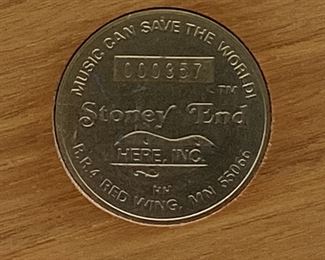 MUSIC CAN SAVE THE WORLD!
000357
TM
Stoney End
HERE, INC.
HH
R.R.4 RED WING, MN 55066